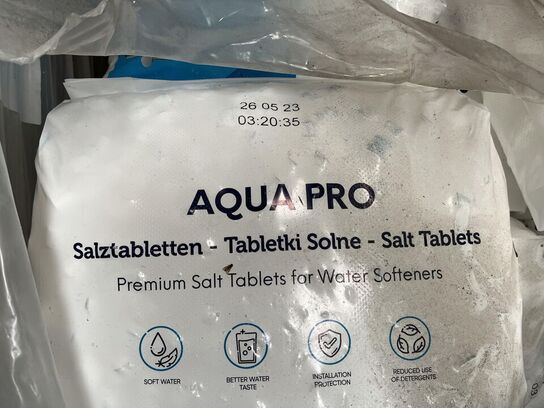 26 05 23
03:20:35
AQUA PRO
Salztabletten - Tabletki Solne - Salt Tablets
Premium Salt Tablets for Water Softeners
SOFT WATER
BETTER WATER
TASTE
INSTALLATION
PROTECTION
REDUCED USE
OF DETERGENTS